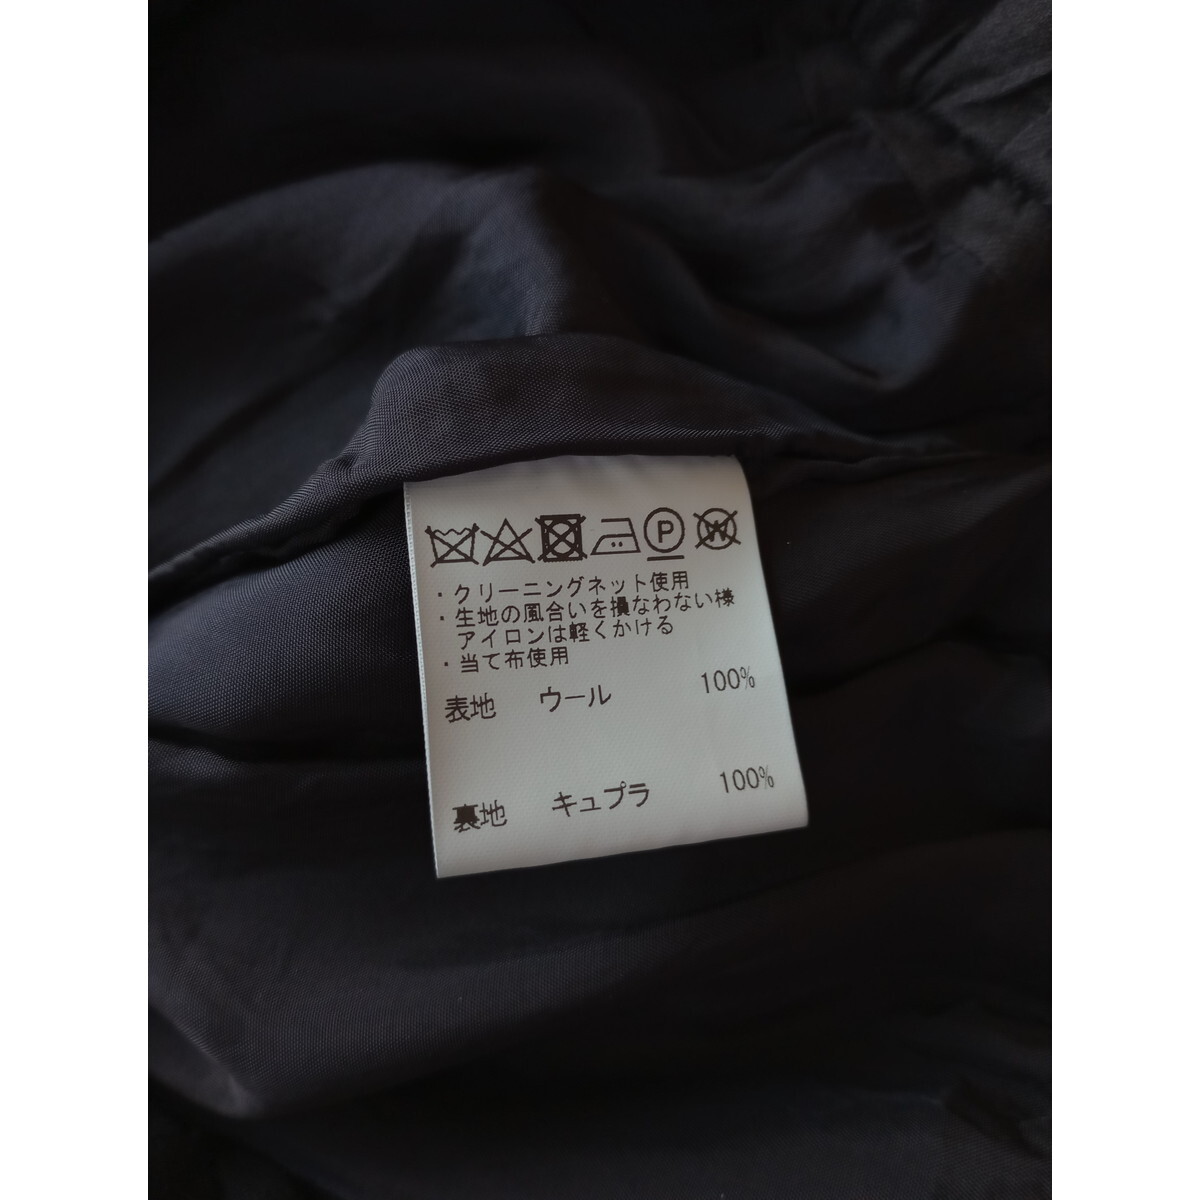 P W
・クリーニングネット使用
・生地の風合いを損なわない様
アイロンは軽くかける
・当て布使用
表地 ウール 100%
裏地 キュプラ 100%